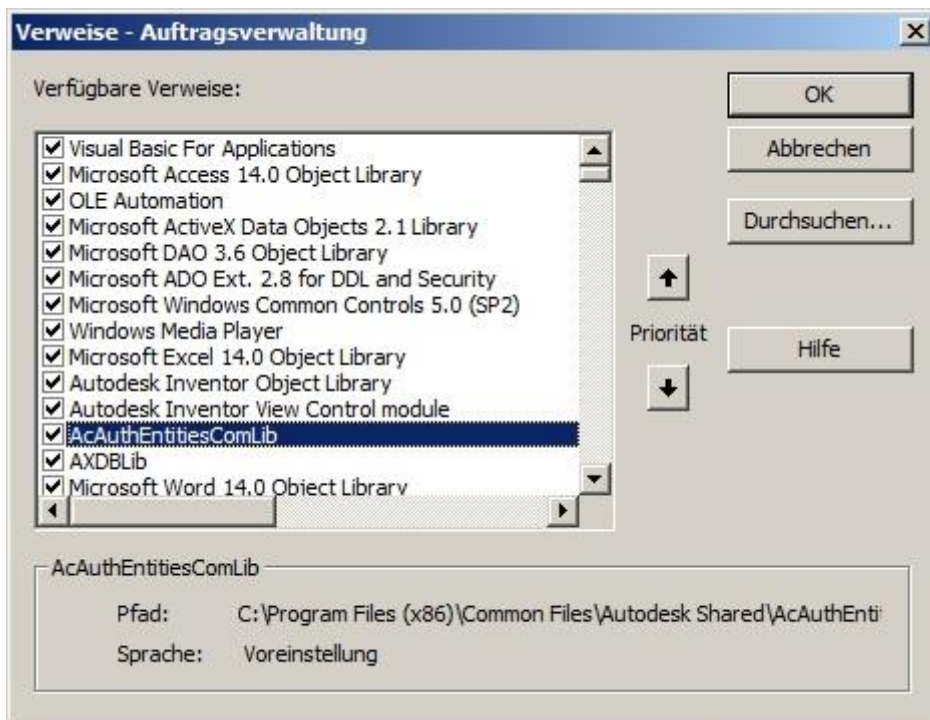 Verweise - Auftragsverwaltung
Verfügbare Verweise:
OK
Abbrechen
Durchsuchen...
Hilfe
Visual Basic For Applications
Microsoft Access 14.0 Object Library
OLE Automation
Microsoft ActiveX Data Objects 2.1 Library
Microsoft DAO 3.6 Object Library
Microsoft ADO Ext. 2.8 for DDL and Security
Microsoft Windows Common Controls 5.0 (SP2)
Windows Media Player
Microsoft Excel 14.0 Object Library
Autodesk Inventor Object Library
Autodesk Inventor View Control module
AcAuthEntitiesComLib
AXDBLib
Microsoft Word 14.0 Object Library
Priorität
AcAuthEntitiesComLib
Pfad: C:\Program Files (x86)\Common Files\Autodesk Shared\AcAuthEnti
Sprache: Voreinstellung